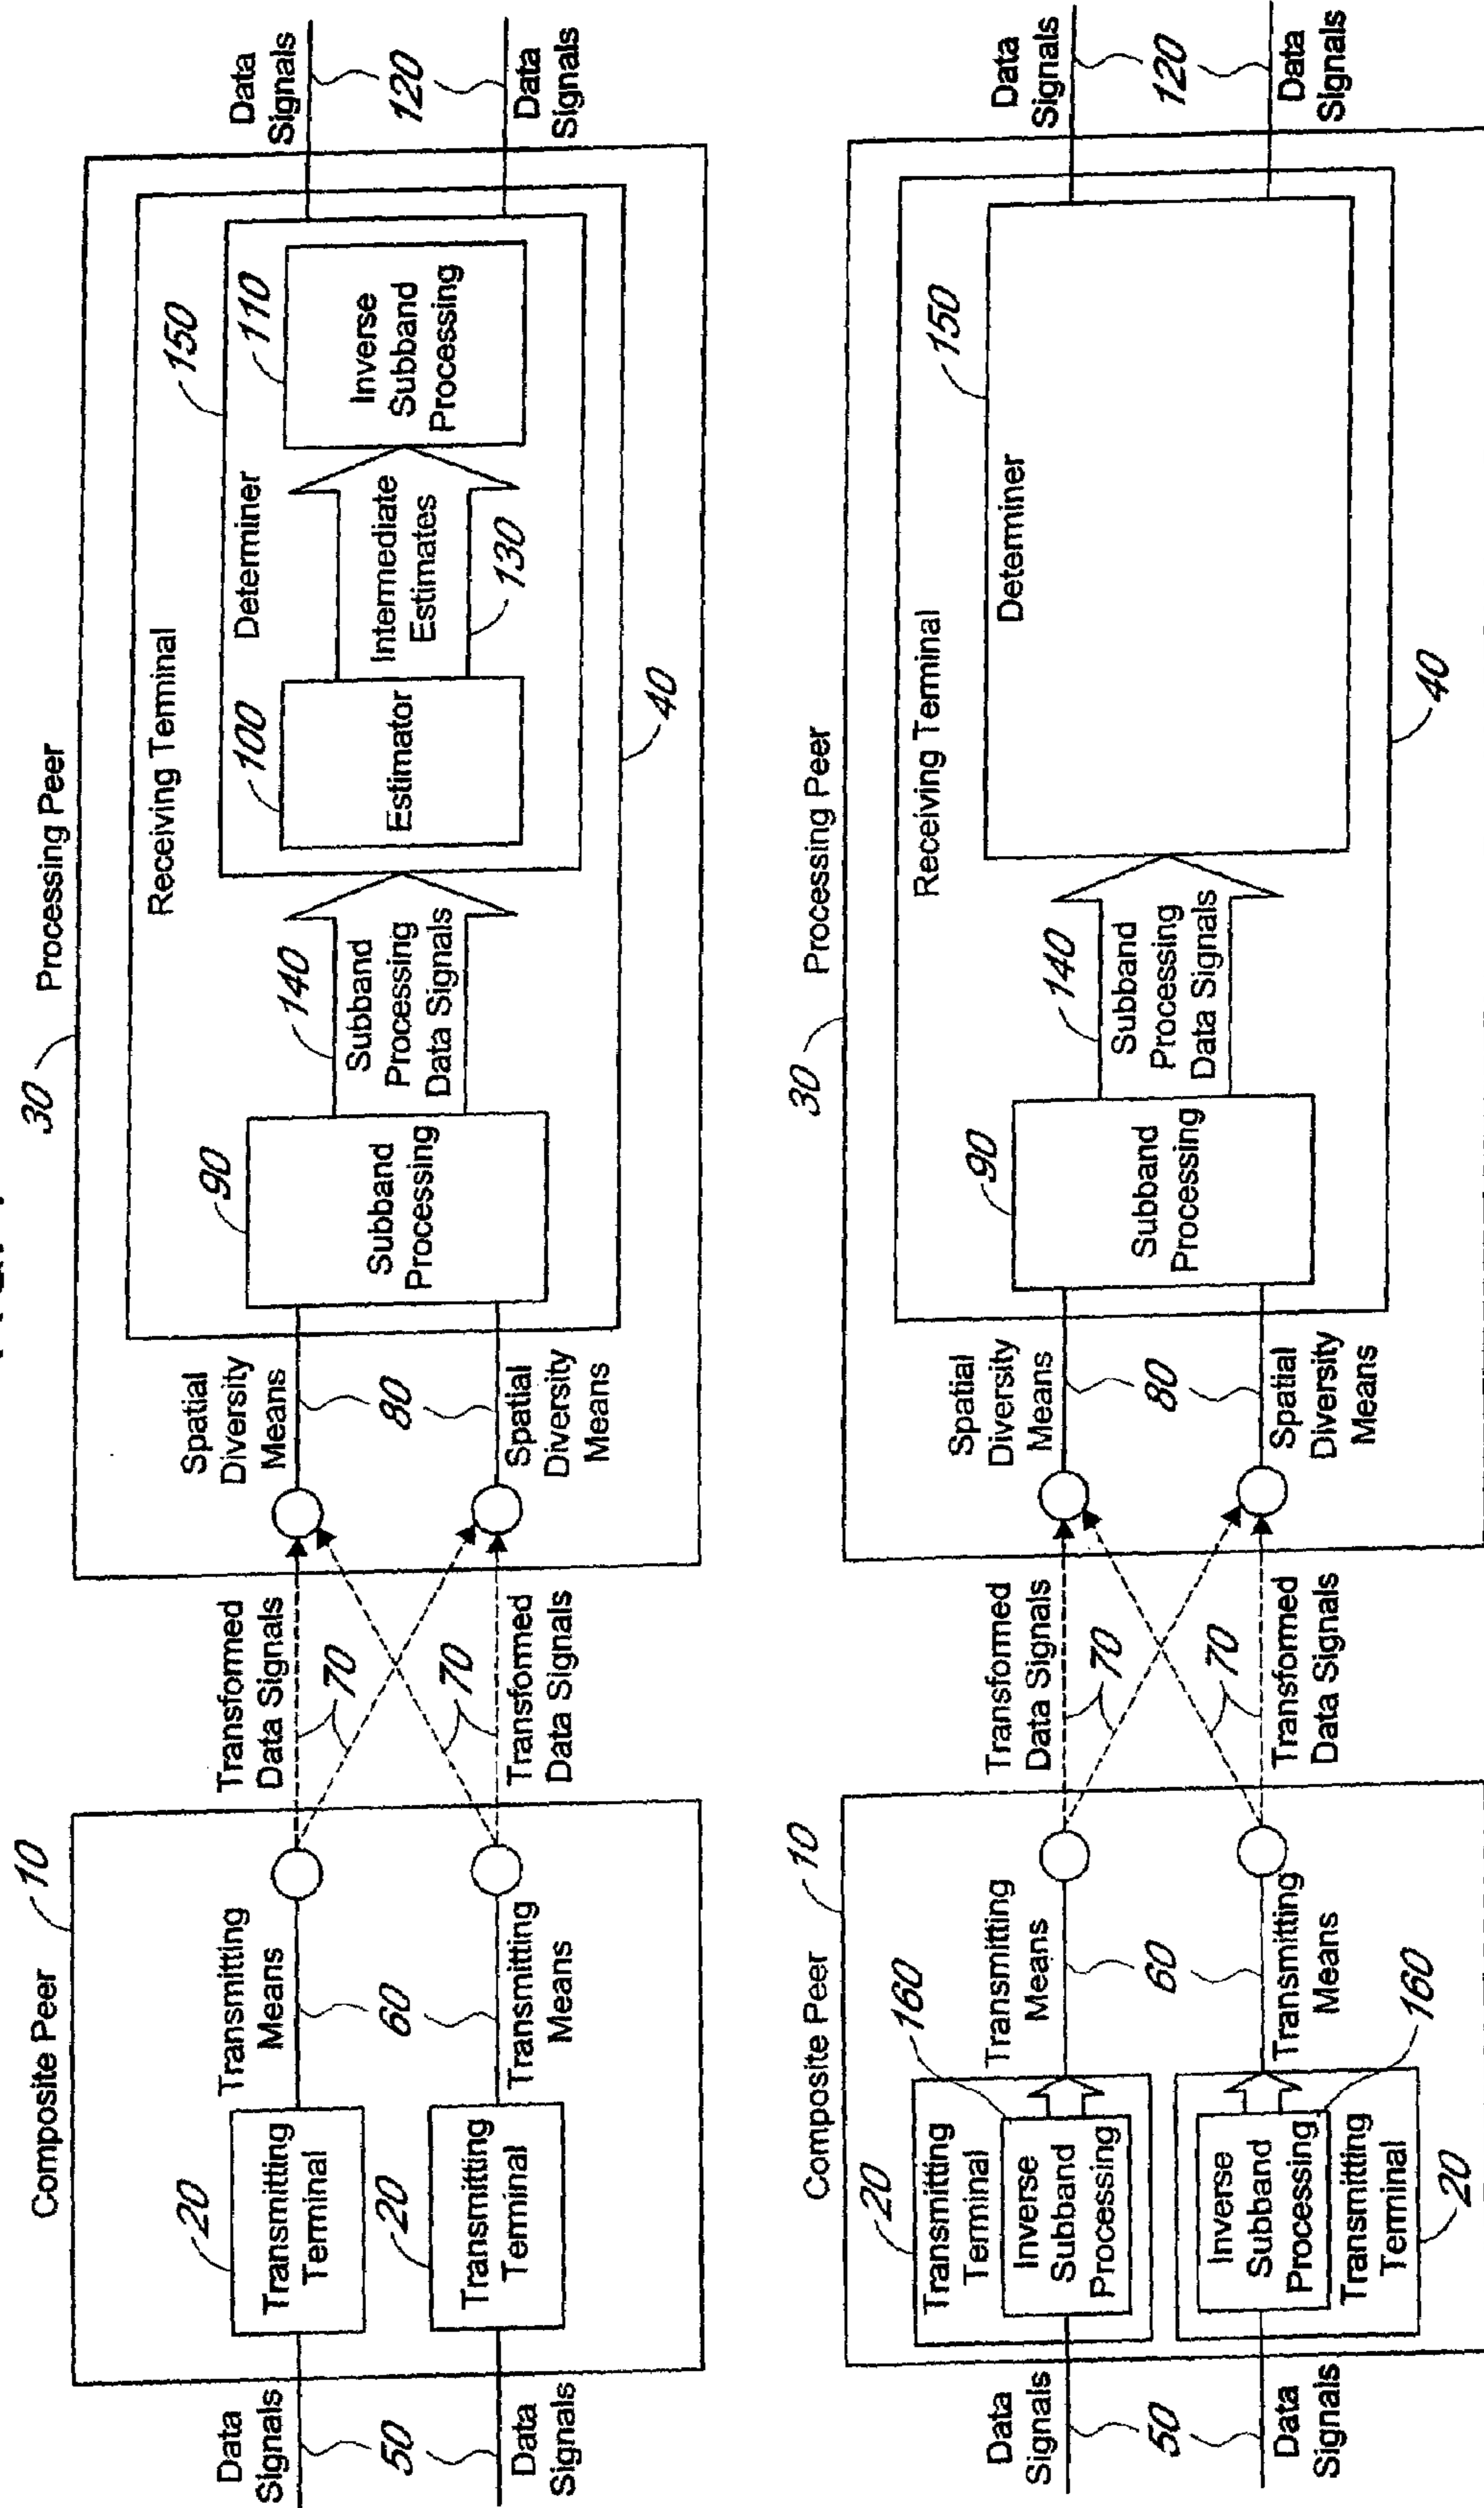 30
Processing Peer
Receiving Terminal
150
Determiner
100
110
Estimator
Intermediate
Estimates
130
Inverse
Subband
Processing
140
Subband
Processing
Data Signals
90
Subband
Processing
40
Spatial
Diversity
Means
80
Spatial
Diversity
Means
Data
Signals
120
Data
Signals
Transformed
Data Signals
70
70
Transformed
Data Signals
Composite Peer
10
Transmitting
Means
60
Transmitting
Means
20
Transmitting
Terminal
20
Transmitting
Terminal
Data
Signals
50
Data
Signals
30
Processing Peer
Receiving Terminal
150
Determiner
140
Subband
Processing
Data Signals
90
Subband
Processing
40
Spatial
Diversity
Means
80
Spatial
Diversity
Means
Data
Signals
120
Data
Signals
Transformed
Data Signals
70
70
Transformed
Data Signals
Composite Peer
10
Transmitting
Means
60
Transmitting
Means
160
160
20
Transmitting
Terminal
Inverse
Subband
Processing
Inverse
Subband
Processing
Transmitting
Terminal
20
Data
Signals
50
Data
Signals